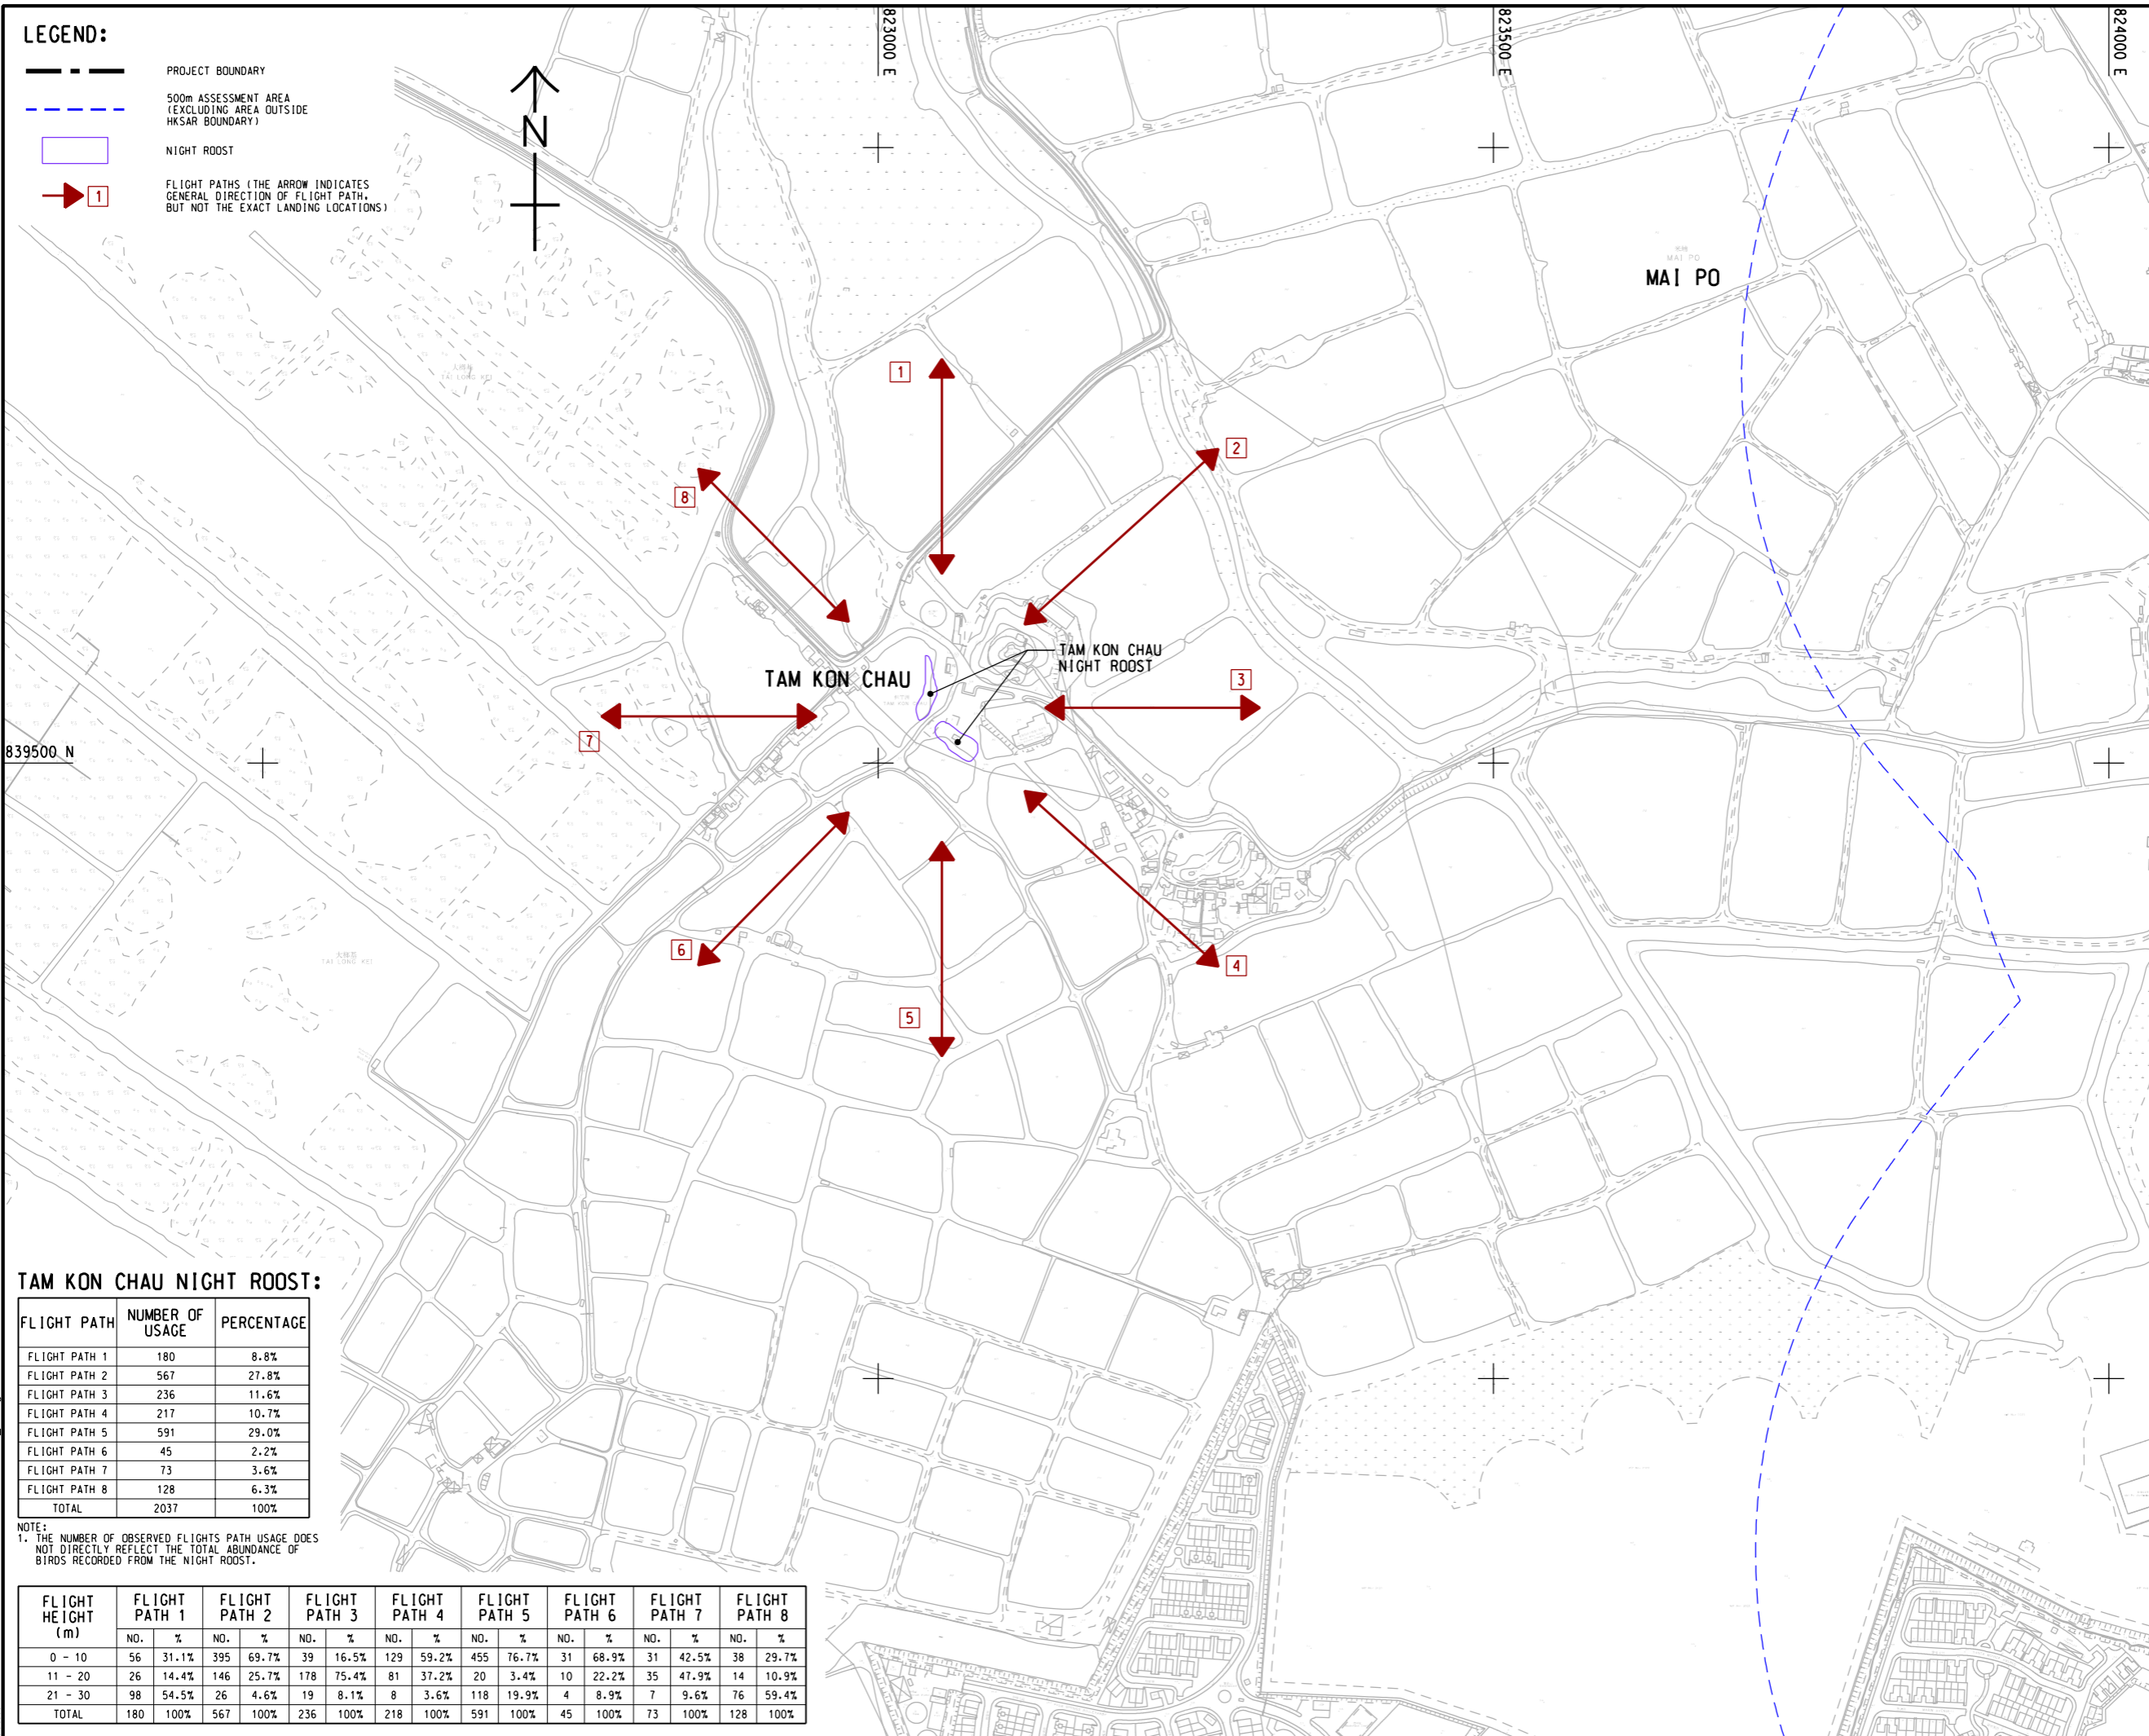 LEGEND:
PROJECT BOUNDARY
500m ASSESSMENT AREA
(EXCLUDING AREA OUTSIDE
HKSAR BOUNDARY)
NIGHT ROOST
1
FLIGHT PATHS (THE ARROW INDICATES
GENERAL DIRECTION OF FLIGHT PATH,
BUT NOT THE EXACT LANDING LOCATIONS)
N
823000 E
823500 E
824000 E
839500 N
MAI PO
MAI PO
TAI LONG KEI
1
2
8
TAM KON CHAU
NIGHT ROOST
TAM KON CHAU
3
7
6
4
5
大樣基
TAI LONG KEI
TAM KON CHAU NIGHT ROOST:
FLIGHT PATH NUMBER OF USAGE PERCENTAGE
FLIGHT PATH 1 180 8.8%
FLIGHT PATH 2 567 27.8%
FLIGHT PATH 3 236 11.6%
FLIGHT PATH 4 217 10.7%
FLIGHT PATH 5 591 29.0%
FLIGHT PATH 6 45 2.2%
FLIGHT PATH 7 73 3.6%
FLIGHT PATH 8 128 6.3%
TOTAL 2037 100%
NOTE:
1. THE NUMBER OF OBSERVED FLIGHTS PATH USAGE DOES
NOT DIRECTLY REFLECT THE TOTAL ABUNDANCE OF
BIRDS RECORDED FROM THE NIGHT ROOST.
FLIGHT HEIGHT (m) FLIGHT PATH 1 FLIGHT PATH 2 FLIGHT PATH 3 FLIGHT PATH 4 FLIGHT PATH 5 FLIGHT PATH 6 FLIGHT PATH 7 FLIGHT PATH 8
NO. % NO. % NO. % NO. % NO. % NO. % NO. % NO. %
0 - 10 56 31.1% 395 69.7% 39 16.5% 129 59.2% 455 76.7% 31 68.9% 31 42.5% 38 29.7%
11 - 20 26 14.4% 146 25.7% 178 75.4% 81 37.2% 20 3.4% 10 22.2% 35 47.9% 14 10.9%
21 - 30 98 54.5% 26 4.6% 19 8.1% 8 3.6% 118 19.9% 4 8.9% 7 9.6% 76 59.4%
TOTAL 180 100% 567 100% 236 100% 218 100% 591 100% 45 100% 73 100% 128 100%